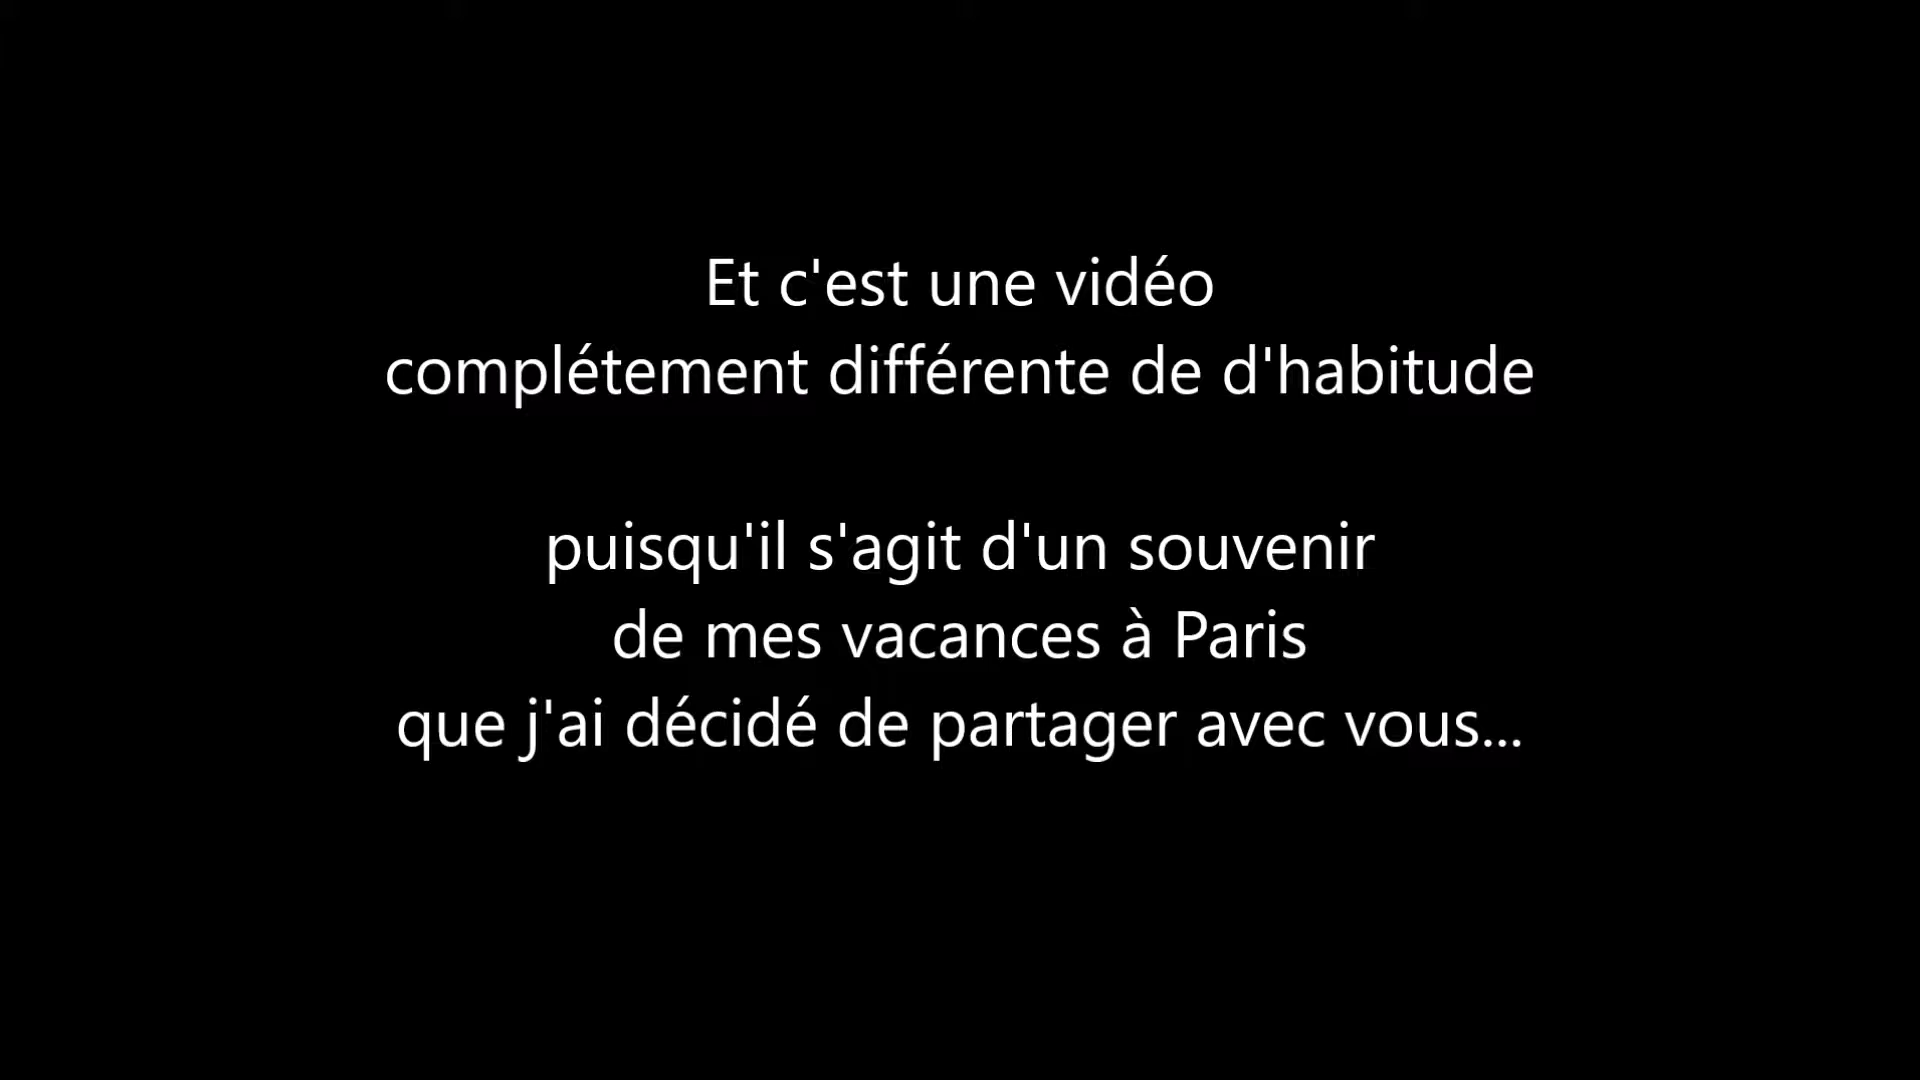 Et c'est une vidéo
complétement différente de d'habitude
puisqu'il s'agit d'un souvenir
de mes vacances à Paris
que j'ai décidé de partager avec vous...